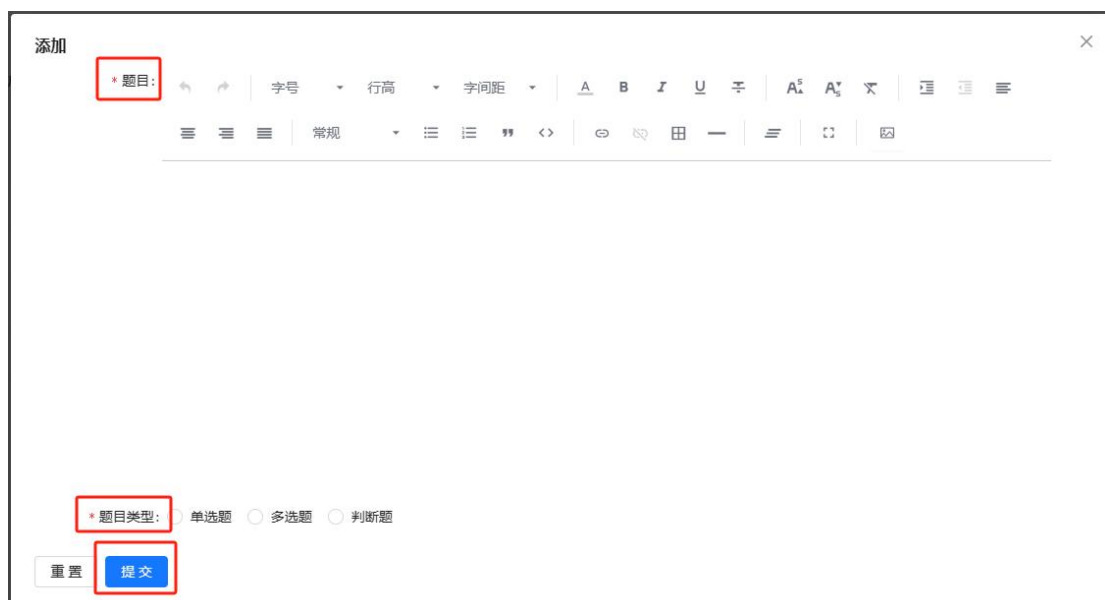 添加
* 题目:
字号 行高 字间距 A B I U T A A
常规
* 题目类型: 单选题 多选题 判断题
重置 提交